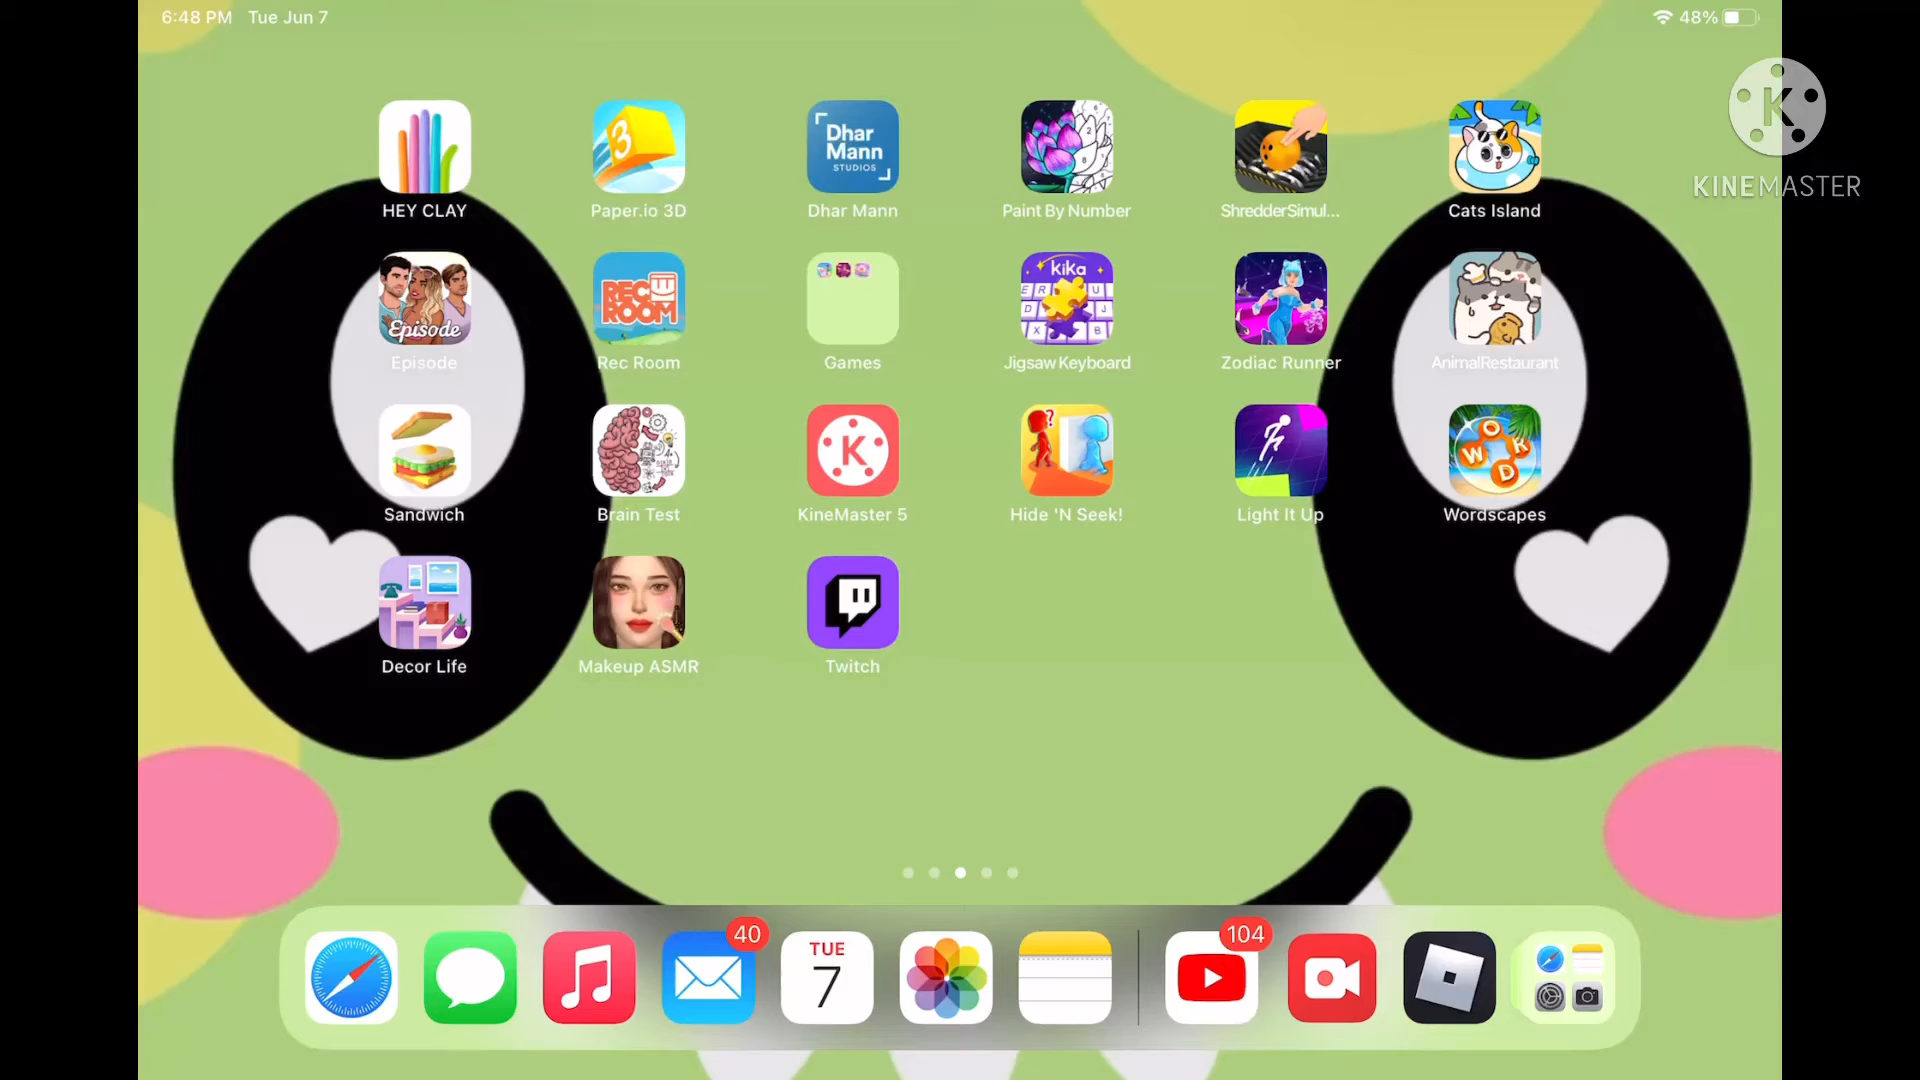 6:48 PM Tue Jun 7
48%
K
KINEMASTER
3
Dhar
Mann
STUDIOS
HEY CLAY
Paper.io 3D
Dhar Mann
Paint By Number
ShredderSimul...
Cats Island
Episode
REC
ROOM
kika
Episode
Rec Room
Games
Jigsaw Keyboard
Zodiac Runner
AnimalRestaurant
K
?
W O R D
Sandwich
Brain Test
KineMaster 5
Hide 'N Seek!
Light It Up
Wordscapes
Decor Life
Makeup ASMR
Twitch
40
104
TUE
7